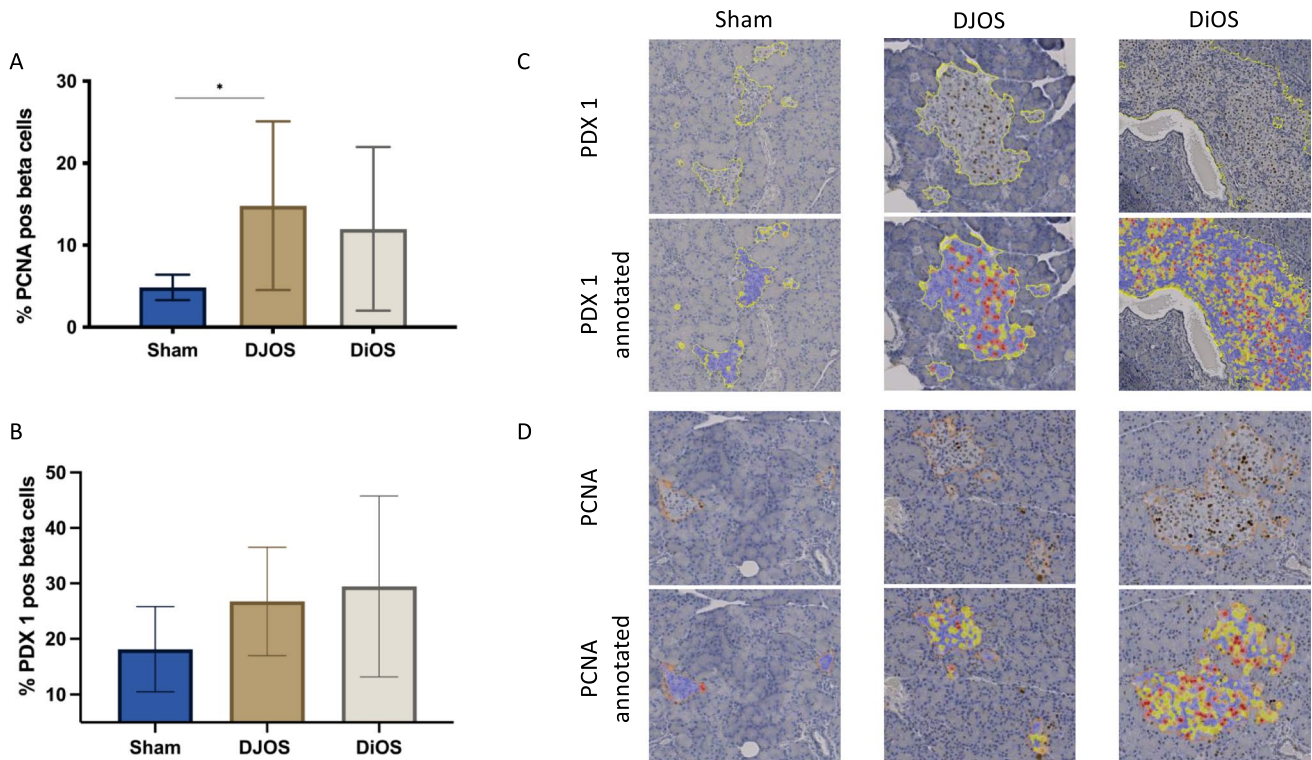 Sham
DJOS
DiOS
A
% PCNA pos beta cells
30
20
10
0
*
Sham
DJOS
DiOS
B
% PDX 1 pos beta cells
50
40
30
20
10
Sham
DJOS
DiOS
C
PDX 1
PDX 1
annotated
D
PCNA
PCNA
annotated